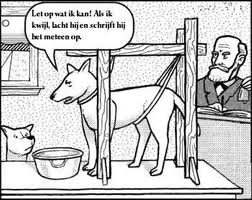 Let op wat ik kan! Als ik
kwijl, lacht hij en schrijft hij
het meteen op.